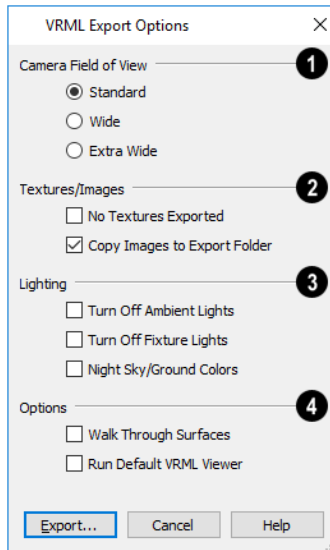 VRML Export Options
Camera Field of View 1
Standard
Wide
Extra Wide
Textures/Images 2
No Textures Exported
Copy Images to Export Folder
Lighting 3
Turn Off Ambient Lights
Turn Off Fixture Lights
Night Sky/Ground Colors
Options 4
Walk Through Surfaces
Run Default VRML Viewer
Export... Cancel Help